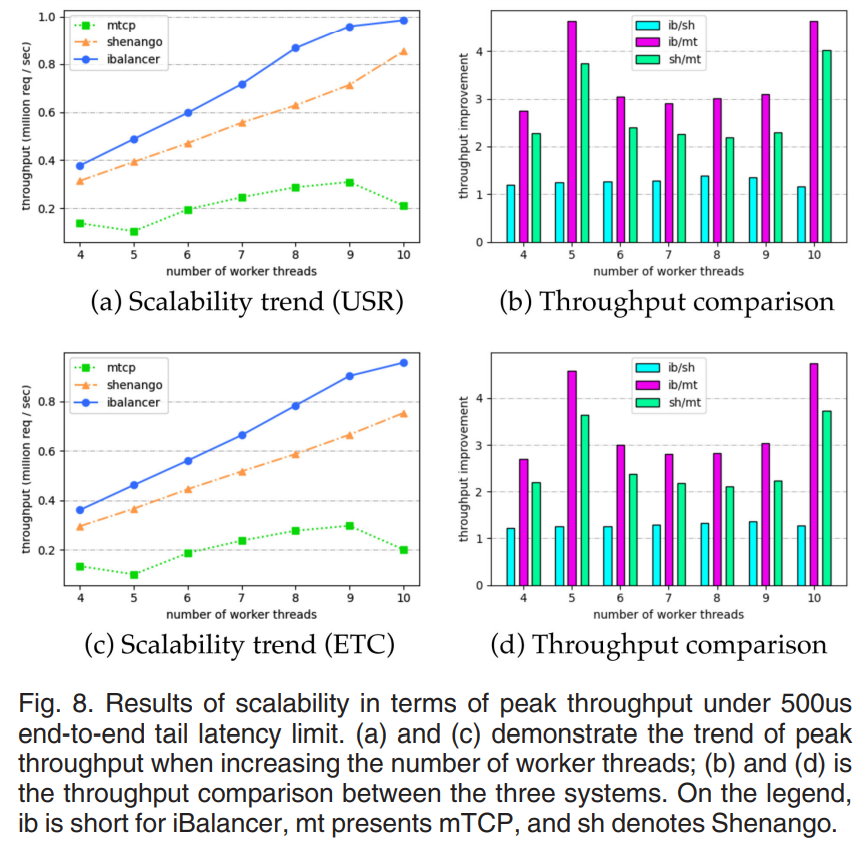 1.0
0.8
0.6
0.4
0.2
throughput (million req / sec)
mtcp
shenango
ibalancer
4 5 6 7 8 9 10
number of worker threads
(a) Scalability trend (USR)
4
3
2
1
0
throughput improvement
ib/sh
ib/mt
sh/mt
4 5 6 7 8 9 10
number of worker threads
(b) Throughput comparison
0.8
0.6
0.4
0.2
throughput (million req / sec)
mtcp
shenango
ibalancer
4 5 6 7 8 9 10
number of worker threads
(c) Scalability trend (ETC)
4
3
2
1
0
throughput improvement
ib/sh
ib/mt
sh/mt
4 5 6 7 8 9 10
number of worker threads
(d) Throughput comparison
Fig. 8. Results of scalability in terms of peak throughput under 500us
end-to-end tail latency limit. (a) and (c) demonstrate the trend of peak
throughput when increasing the number of worker threads; (b) and (d) is
the throughput comparison between the three systems. On the legend,
ib is short for iBalancer, mt presents mTCP, and sh denotes Shenango.